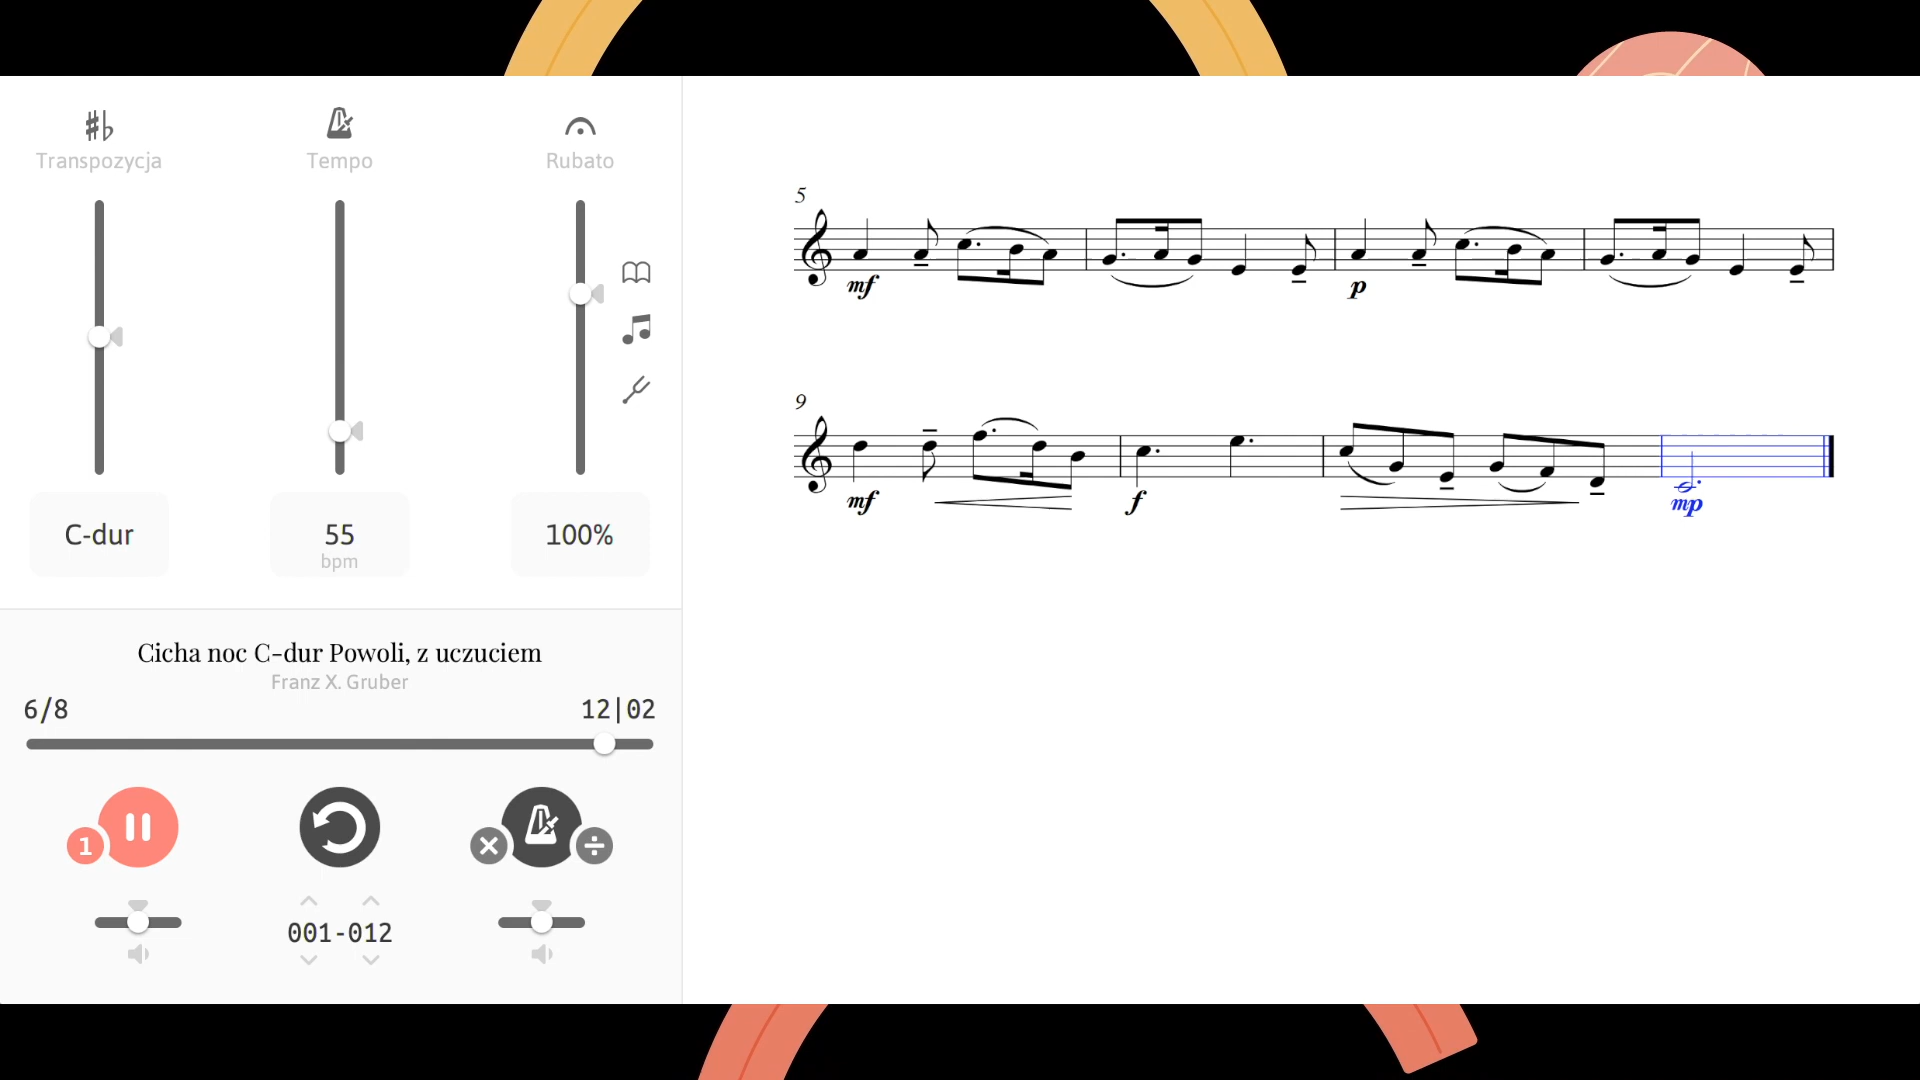 Transpozycja
Tempo
Rubato
C-dur
55
bpm
100%
Cicha noc C-dur Powoli, z uczuciem
Franz X. Gruber
6/8
12|02
1
001-012
5
mf
p
9
mf
f
mp